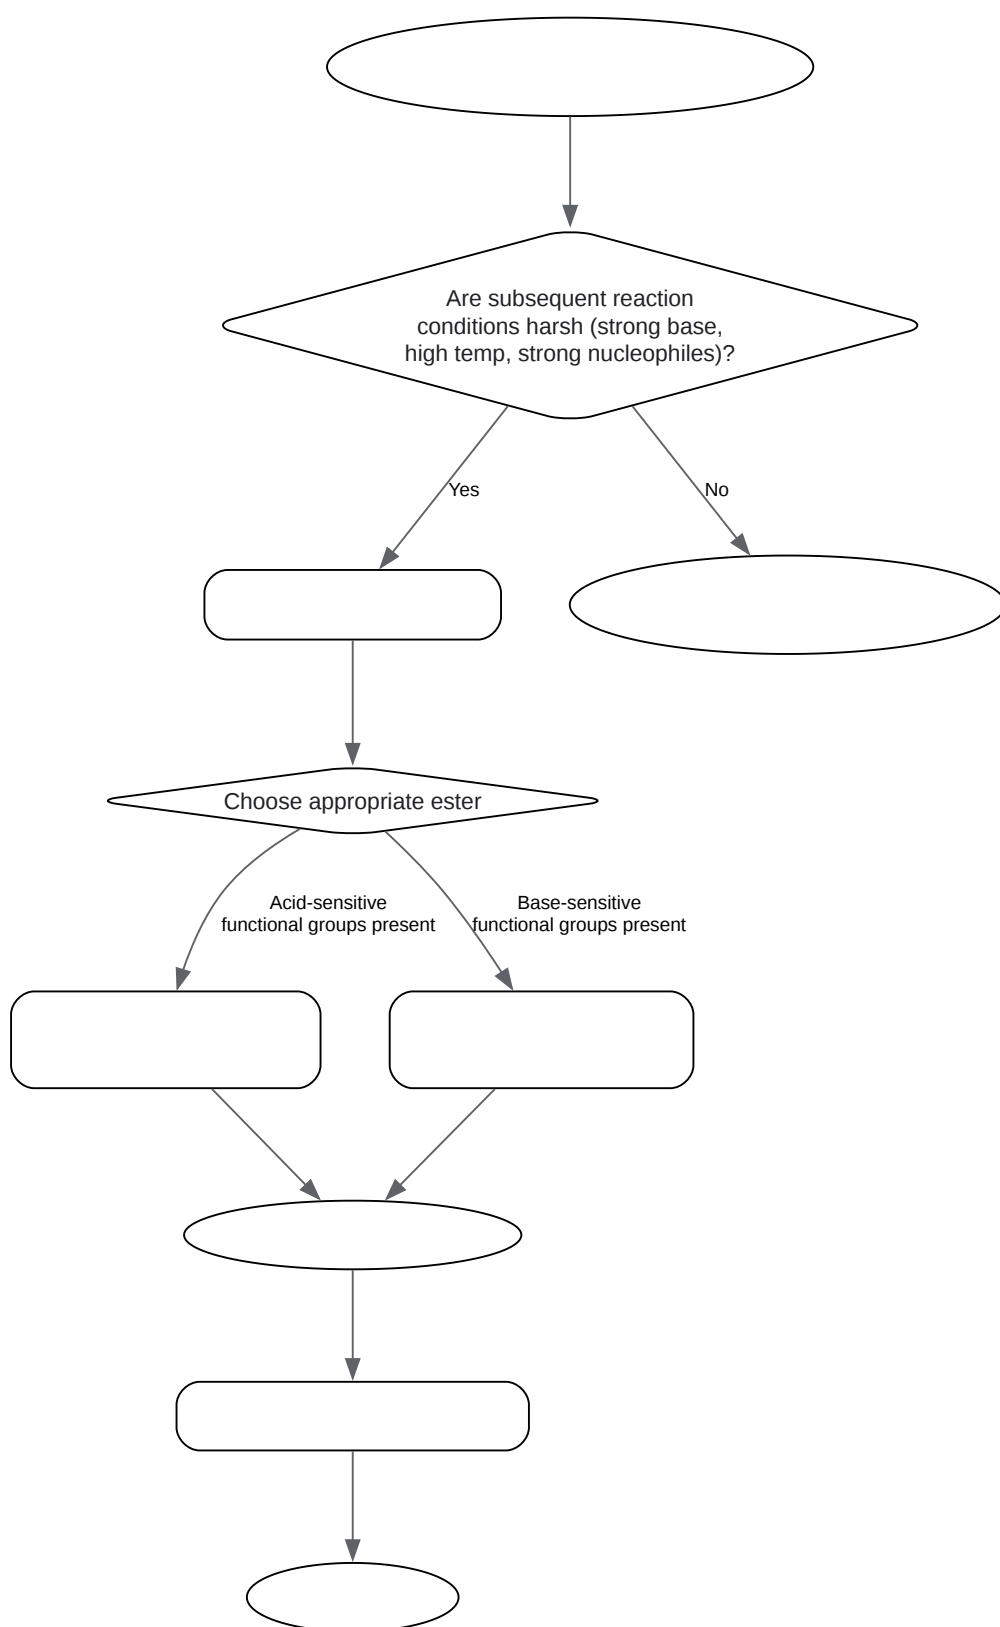 Are subsequent reaction
conditions harsh (strong base,
high temp, strong nucleophiles)?
Yes
No
Choose appropriate ester
Acid-sensitive
functional groups present
Base-sensitive
functional groups present